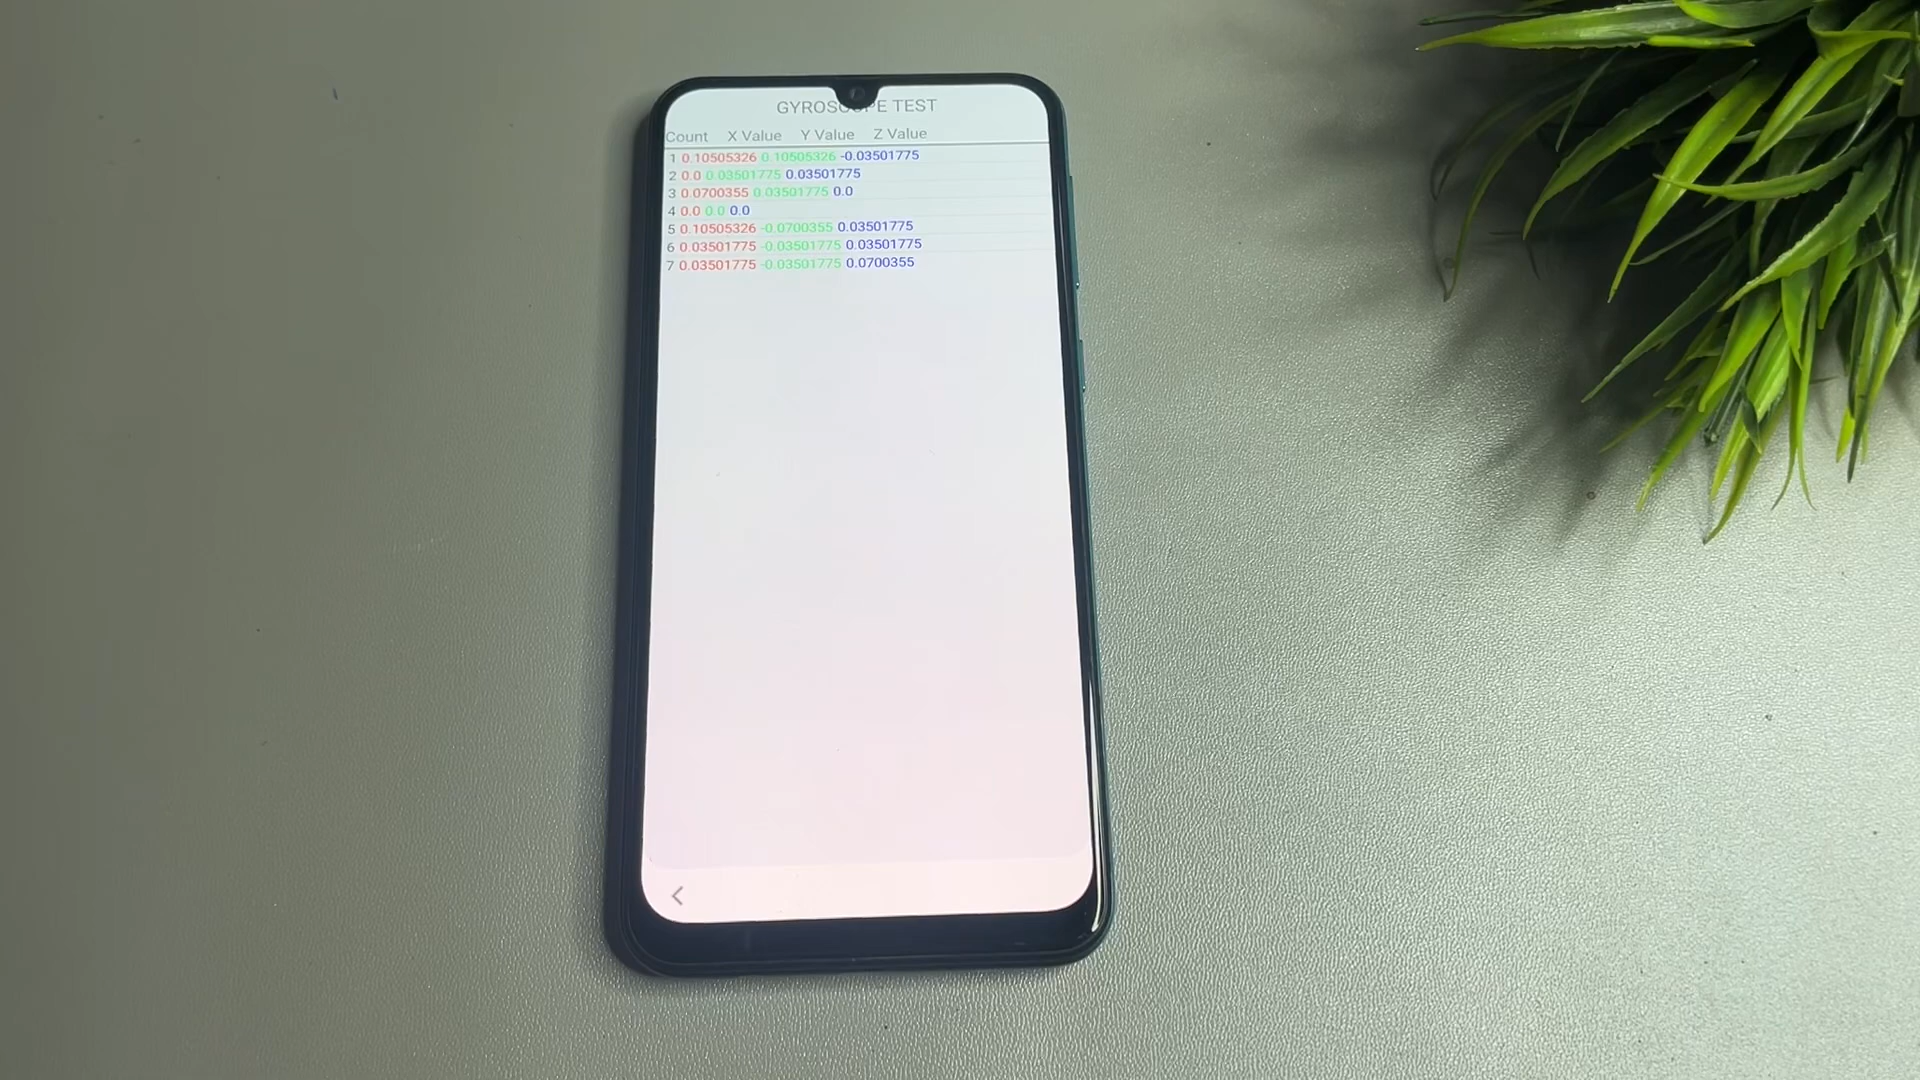 GYROSCOPE TEST
Count X Value Y Value Z Value
1 0.10505326 0.10505326 -0.03501775
2 0.0 0.03501775 0.03501775
3 0.0700355 0.03501775 0.0
4 0.0 0.0 0.0
5 0.10505326 -0.0700355 0.03501775
6 0.03501775 -0.03501775 0.03501775
7 0.03501775 -0.03501775 0.0700355